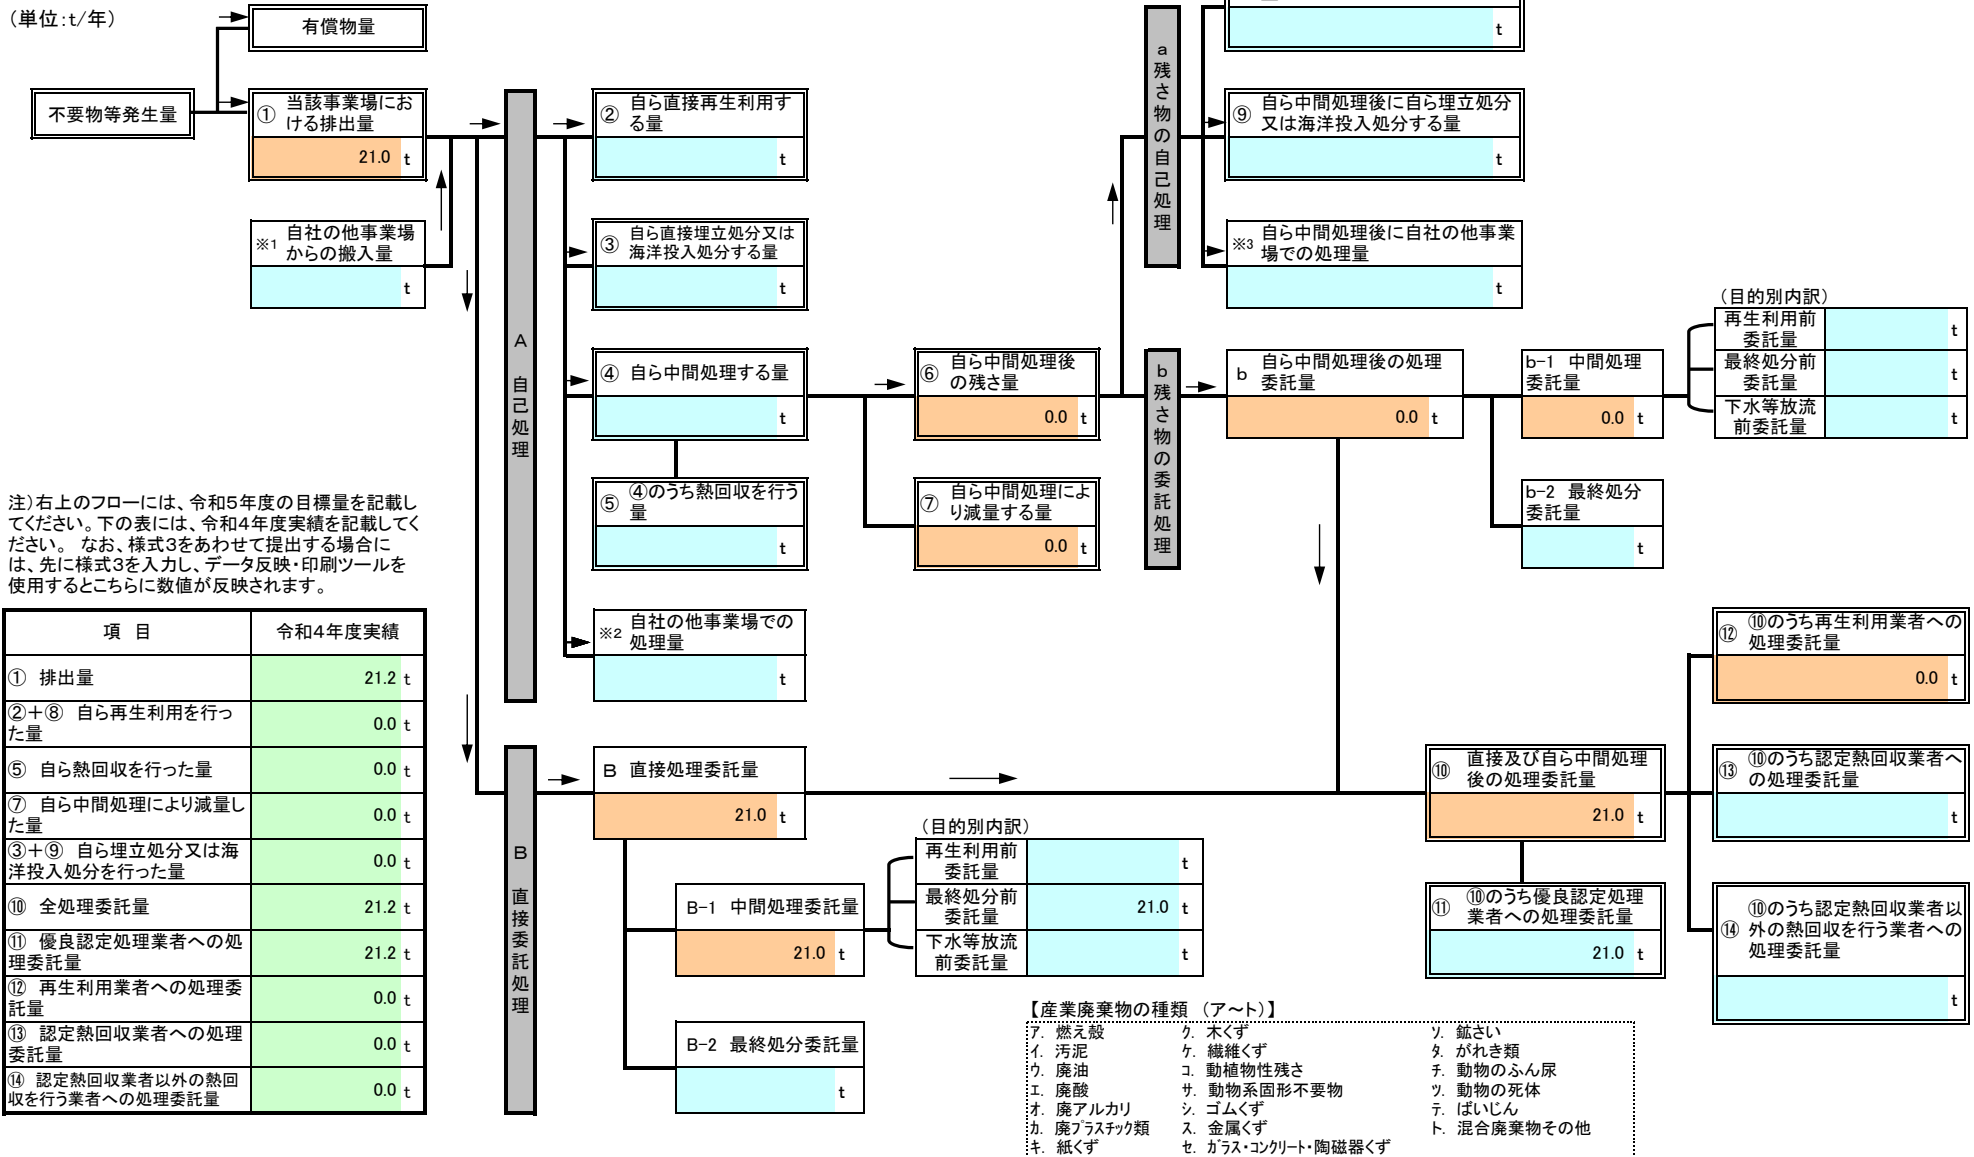 (単位:t/年)
有償物量
不要物等発生量
① 当該事業場にお
ける排出量
21.0 t
※1 自社の他事業場
からの搬入量
t
A 自己処理
② 自ら直接再生利用す
る量
t
③ 自ら直接埋立処分又は
海洋投入処分する量
t
④ 自ら中間処理する量
t
⑤ ④のうち熱回収を行う
量
t
※2 自社の他事業場での
処理量
t
⑥ 自ら中間処理後
の残さ量
0.0 t
⑦ 自ら中間処理によ
り減量する量
0.0 t
a 残さ物の自己処理
t
⑨ 自ら中間処理後に自ら埋立処分
又は海洋投入処分する量
t
※3 自ら中間処理後に自社の他事業
場での処理量
t
b 残さ物の委託処理
b 自ら中間処理後の処理
委託量
0.0 t
b-1 中間処理
委託量
0.0 t
b-2 最終処分
委託量
t
(目的別内訳)
再生利用前
委託量 t
最終処分前
委託量 t
下水等放流
前委託量 t
注)右上のフローには、令和5年度の目標量を記載し
てください。下の表には、令和4年度実績を記載してく
ださい。 なお、様式3をあわせて提出する場合に
は、先に様式3を入力し、データ反映・印刷ツールを
使用するとこちらに数値が反映されます。
項 目 令和4年度実績
① 排出量 21.2 t
②+⑧ 自ら再生利用を行っ
た量 0.0 t
⑤ 自ら熱回収を行った量 0.0 t
⑦ 自ら中間処理により減量し
た量 0.0 t
③+⑨ 自ら埋立処分又は海
洋投入処分を行った量 0.0 t
⑩ 全処理委託量 21.2 t
⑪ 優良認定処理業者への処
理委託量 21.2 t
⑫ 再生利用業者への処理委
託量 0.0 t
⑬ 認定熱回収業者への処理
委託量 0.0 t
⑭ 認定熱回収業者以外の熱回
収を行う業者への処理委託量 0.0 t
B 直接委託処理
B 直接処理委託量
21.0 t
B-1 中間処理委託量
21.0 t
B-2 最終処分委託量
t
(目的別内訳)
再生利用前
委託量 t
最終処分前
委託量 21.0 t
下水等放流
前委託量 t
⑩ 直接及び自ら中間処理
後の処理委託量
21.0 t
⑪ ⑩のうち優良認定処理
業者への処理委託量
21.0 t
⑫ ⑩のうち再生利用業者への
処理委託量
0.0 t
⑬ ⑩のうち認定熱回収業者へ
の処理委託量
t
⑭ ⑩のうち認定熱回収業者以
外の熱回収を行う業者への
処理委託量
t
【産業廃棄物の種類 (ア~ト)】
ア. 燃え殻 ク. 木くず ソ. 鉱さい
イ. 汚泥 ケ. 繊維くず タ. がれき類
ウ. 廃油 コ. 動植物性残さ チ. 動物のふん尿
エ. 廃酸 サ. 動物系固形不要物 ツ. 動物の死体
オ. 廃アルカリ シ. ゴムくず テ. ばいじん
カ. 廃プラスチック類 ス. 金属くず ト. 混合廃棄物その他
キ. 紙くず セ. ガラス・コンクリート・陶磁器くず